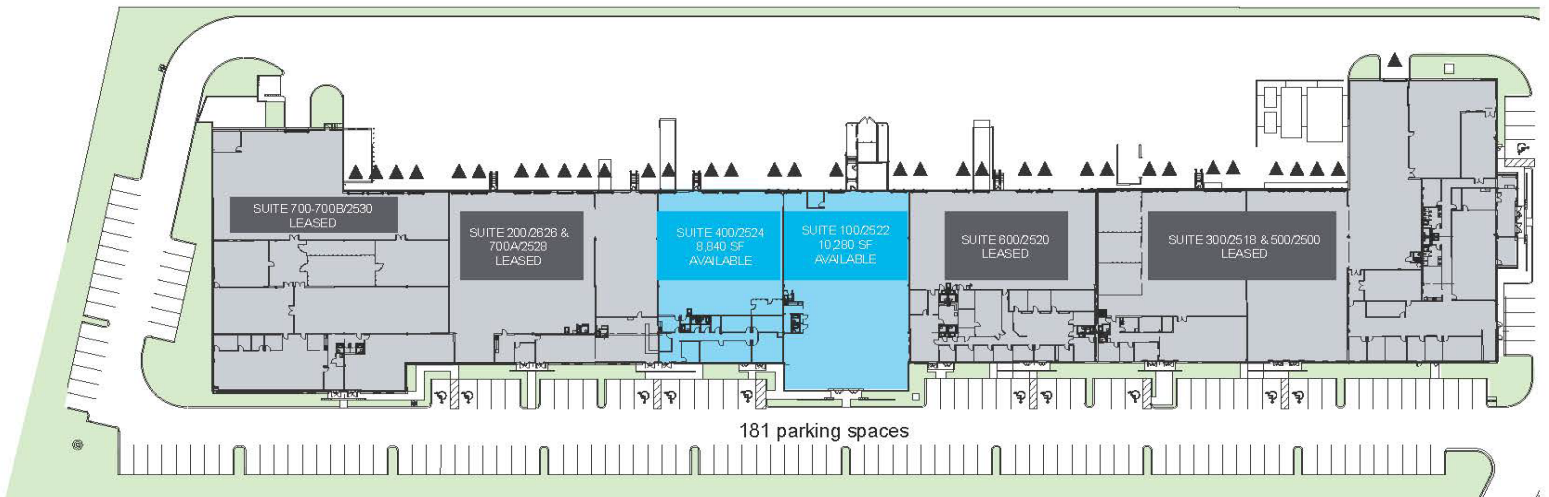 SUITE 700-700B/2530
LEASED
SUITE 200/2626 &
700A/2528
LEASED
SUITE 400/2524
8,840 SF
AVAILABLE
SUITE 100/2522
10,280 SF
AVAILABLE
SUITE 600/2520
LEASED
SUITE 300/2518 & 500/2500
LEASED
181 parking spaces